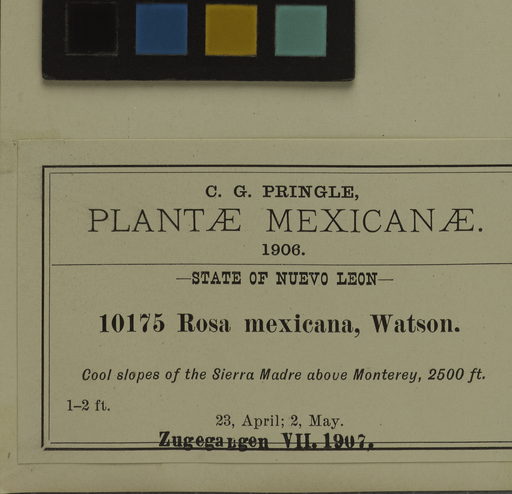 C. G. PRINGLE,
PLANTÆ MEXICANÆ.
1906.
—STATE OF NUEVO LEON—
10175 Rosa mexicana, Watson.
Cool slopes of the Sierra Madre above Monterey, 2500 ft.
1–2 ft.
23, April; 2, May.
Zugegangen VII. 1907.